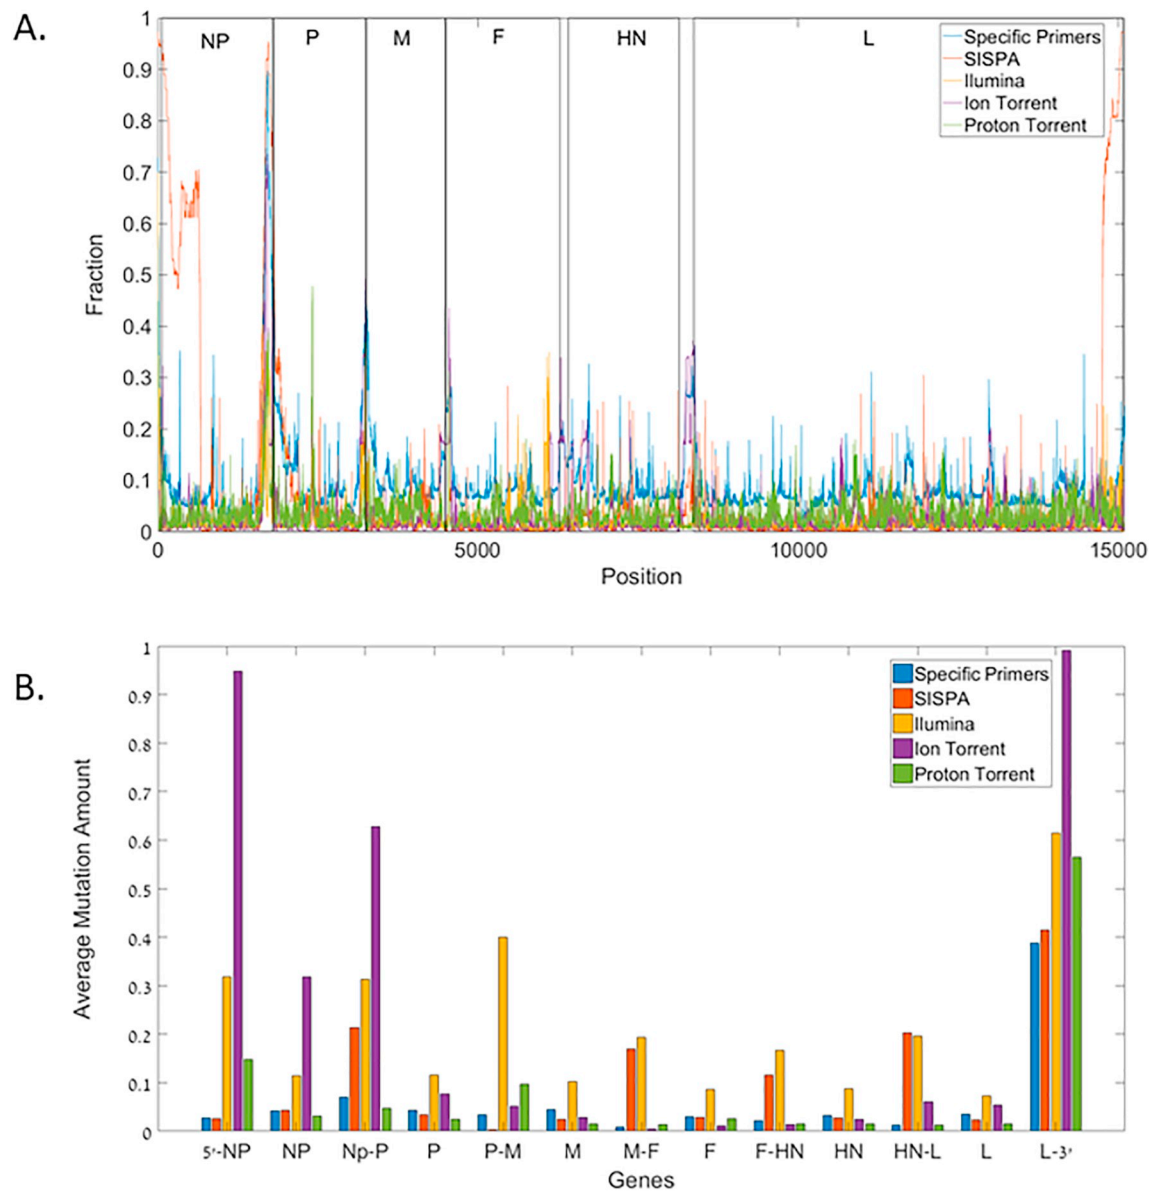 A.
NP P M F HN L
Specific Primers
SISPA
Ilumina
Ion Torrent
Proton Torrent
1
0.9
0.8
0.7
0.6
0.5
0.4
0.3
0.2
0.1
0
Fraction
0 5000 10000 15000
Position
B.
Specific Primers
SISPA
Ilumina
Ion Torrent
Proton Torrent
1
0.9
0.8
0.7
0.6
0.5
0.4
0.3
0.2
0.1
0
Average Mutation Amount
5'-NP NP Np-P P P-M M M-F F F-HN HN HN-L L L-3'
Genes